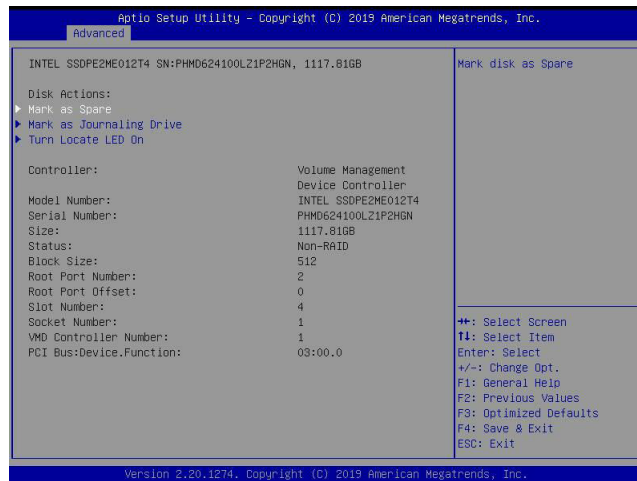 Aptio Setup Utility – Copyright (C) 2019 American Megatrends, Inc.
Advanced
INTEL SSDPE2ME012T4 SN:PHMD624100LZ1P2HGN, 1117.81GB
Mark disk as Spare
Disk Actions:
Mark as Spare
Mark as Journaling Drive
Turn Locate LED On
Controller: Volume Management
Device Controller
Model Number: INTEL SSDPE2ME012T4
Serial Number: PHMD624100LZ1P2HGN
Size: 1117.81GB
Status: Non-RAID
Block Size: 512
Root Port Number: 2
Root Port Offset: 0
Slot Number: 4
Socket Number: 1
VMD Controller Number: 1
PCI Bus:Device.Function: 03:00.0
→←: Select Screen
↑↓: Select Item
Enter: Select
+/-: Change Opt.
F1: General Help
F2: Previous Values
F3: Optimized Defaults
F4: Save & Exit
ESC: Exit
Version 2.20.1274. Copyright (C) 2019 American Megatrends, Inc.